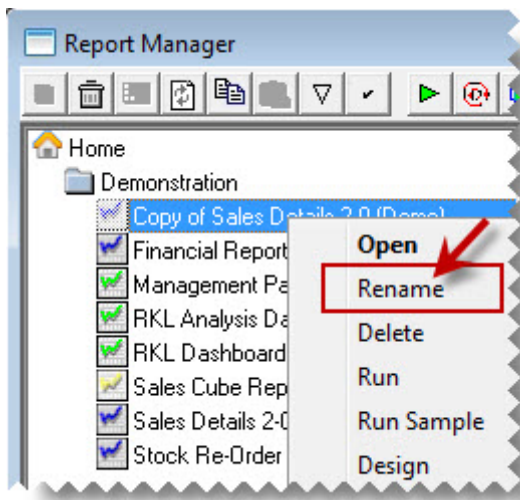 Report Manager
Home
Demonstration
Copy of Sales Details 2.0 (Demo)
Financial Report
Open
Management Pa
Rename
RKL Analysis Da
Delete
RKL Dashboard
Sales Cube Rep
Run
Sales Details 2-0
Run Sample
Stock Re-Order
Design